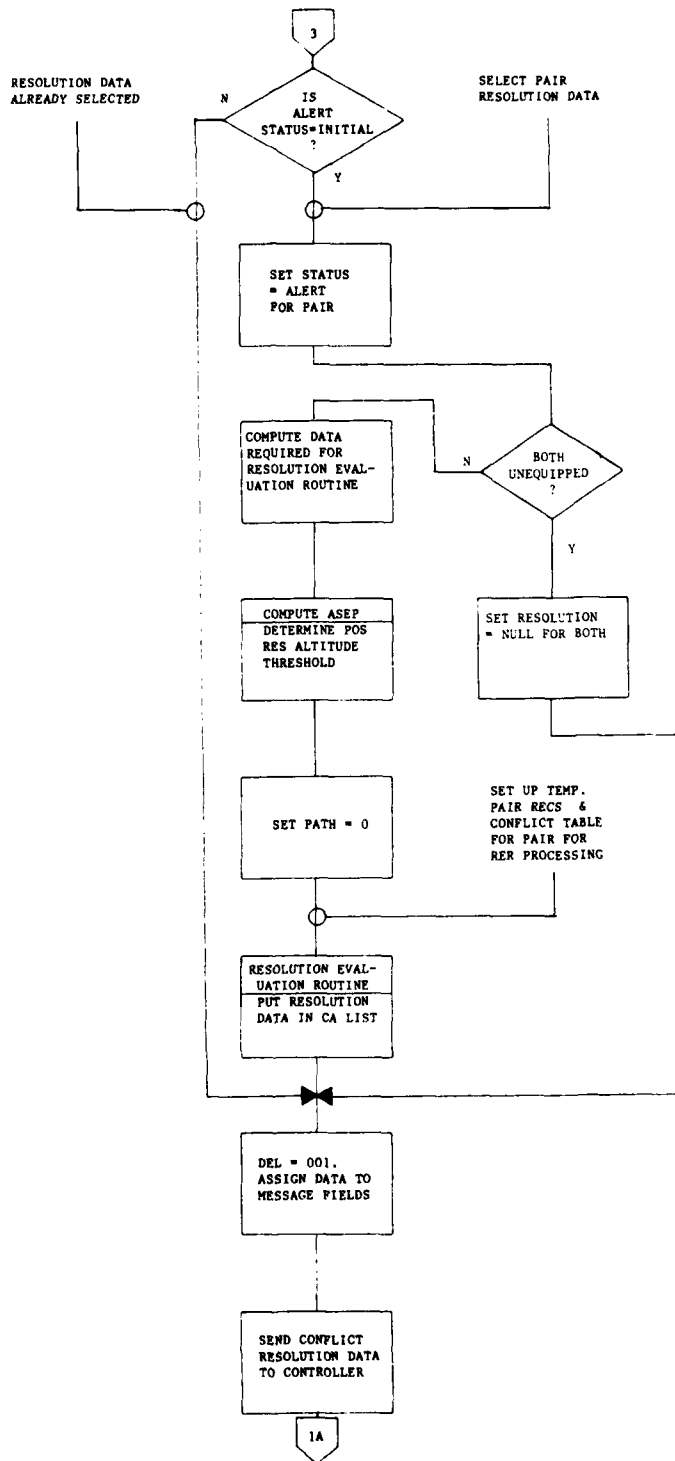 3
RESOLUTION DATA
ALREADY SELECTED
N
IS
ALERT
STATUS=INITIAL
?
SELECT PAIR
RESOLUTION DATA
Y
SET STATUS
= ALERT
FOR PAIR
COMPUTE DATA
REQUIRED FOR
RESOLUTION EVAL-
UATION ROUTINE
N
BOTH
UNEQUIPPED
?
Y
COMPUTE ASEP
DETERMINE POS
RES ALTITUDE
THRESHOLD
SET RESOLUTION
= NULL FOR BOTH
SET PATH = 0
SET UP TEMP.
PAIR RECS &
CONFLICT TABLE
FOR PAIR FOR
RER PROCESSING
RESOLUTION EVAL-
UATION ROUTINE
PUT RESOLUTION
DATA IN CA LIST
DEL = 001.
ASSIGN DATA TO
MESSAGE FIELDS
SEND CONFLICT
RESOLUTION DATA
TO CONTROLLER
1A